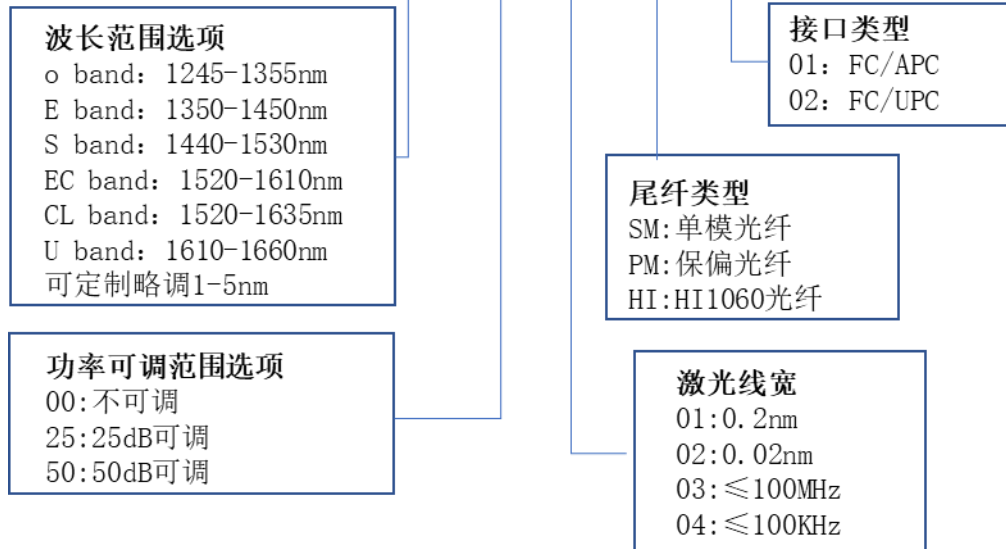 波长范围选项
o band: 1245-1355nm
E band: 1350-1450nm
S band: 1440-1530nm
EC band: 1520-1610nm
CL band: 1520-1635nm
U band: 1610-1660nm
可定制略调1-5nm
功率可调范围选项
00:不可调
25:25dB可调
50:50dB可调
接口类型
01: FC/APC
02: FC/UPC
尾纤类型
SM:单模光纤
PM:保偏光纤
HI:HI1060光纤
激光线宽
01:0.2nm
02:0.02nm
03:≤100MHz
04:≤100KHz